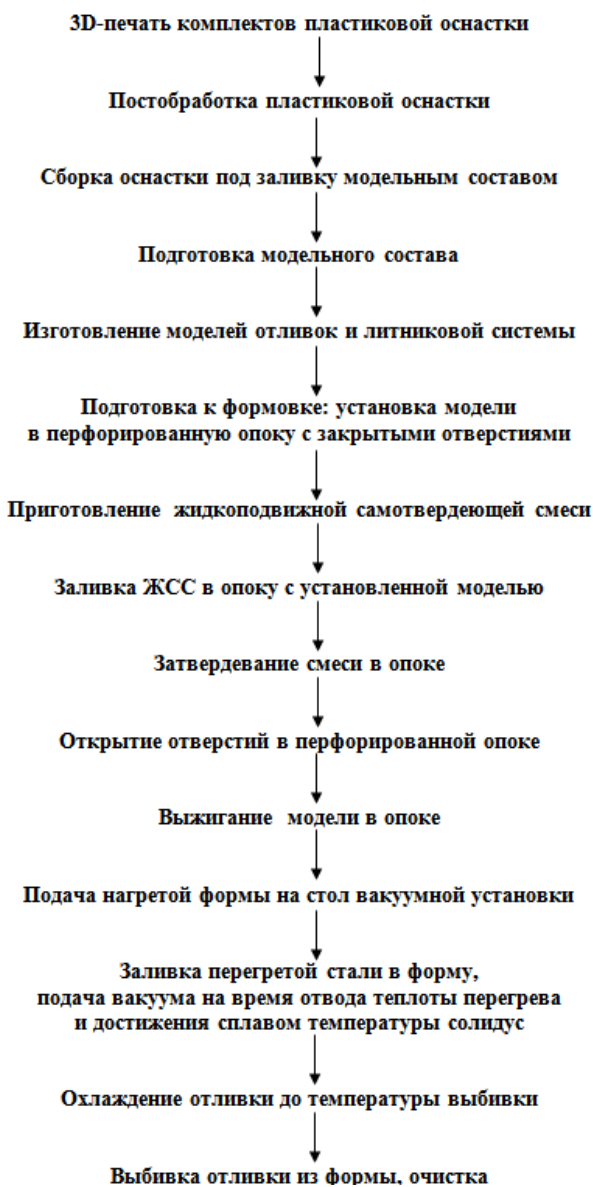 3D-печать комплектов пластиковой оснастки
Постобработка пластиковой оснастки
Сборка оснастки под заливку модельным составом
Подготовка модельного состава
Изготовление моделей отливок и литниковой системы
Подготовка к формовке: установка модели
в перфорированную опоку с закрытыми отверстиями
Приготовление жидкоподвижной самотвердеющей смеси
Заливка ЖСС в опоку с установленной моделью
Затвердевание смеси в опоке
Открытие отверстий в перфорированной опоке
Выжигание модели в опоке
Подача нагретой формы на стол вакуумной установки
Заливка перегретой стали в форму,
подача вакуума на время отвода теплоты перегрева
и достижения сплавом температуры солидус
Охлаждение отливки до температуры выбивки
Выбивка отливки из формы, очистка